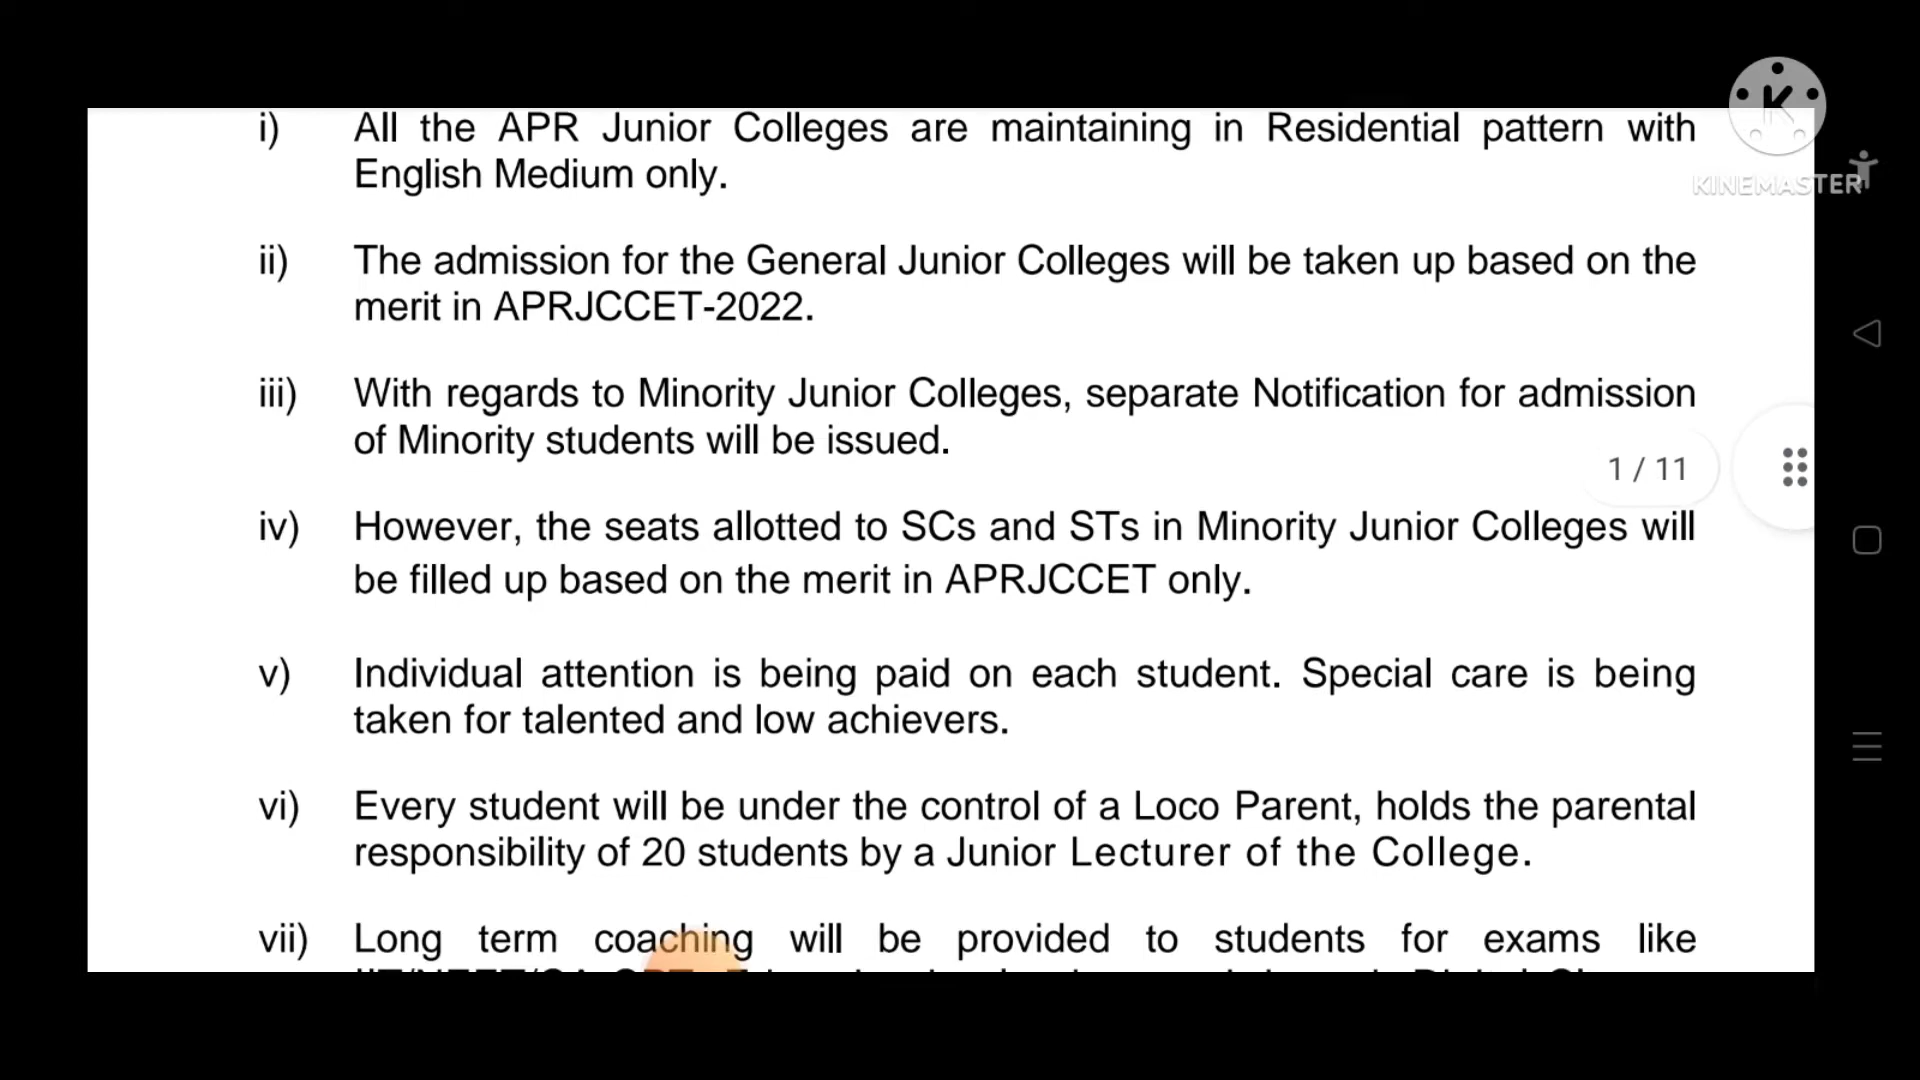 i) All the APR Junior Colleges are maintaining in Residential pattern with
English Medium only.
ii) The admission for the General Junior Colleges will be taken up based on the
merit in APRJCCET-2022.
iii) With regards to Minority Junior Colleges, separate Notification for admission
of Minority students will be issued.
iv) However, the seats allotted to SCs and STs in Minority Junior Colleges will
be filled up based on the merit in APRJCCET only.
v) Individual attention is being paid on each student. Special care is being
taken for talented and low achievers.
vi) Every student will be under the control of a Loco Parent, holds the parental
responsibility of 20 students by a Junior Lecturer of the College.
vii) Long term coaching will be provided to students for exams like
K
KINEMASTER
1 / 11